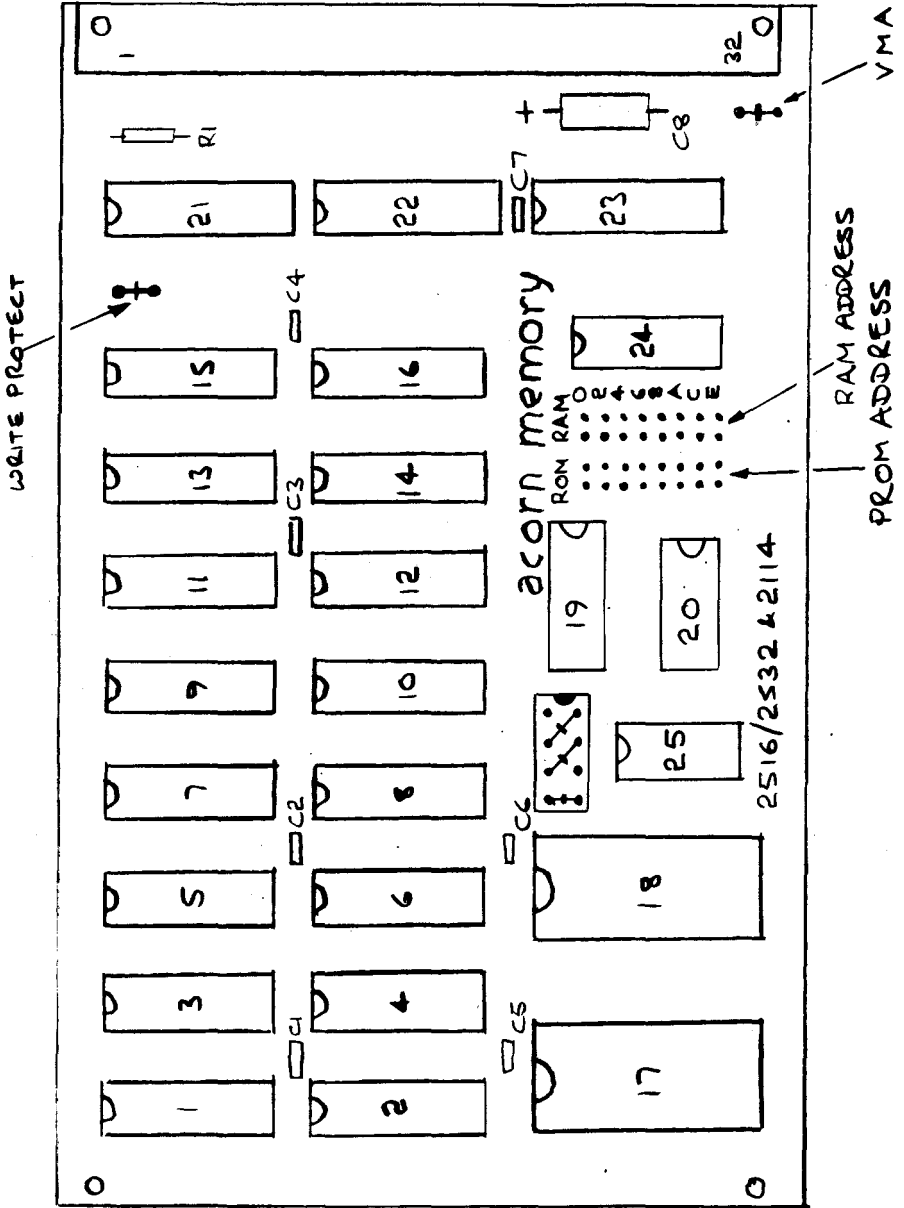 WRITE PROTECT
1
32
VMA
R1
+
C8
21
22
C7
23
C4
15
16
acorn memory
24
RAM ADDRESS
PROM ADDRESS
ROM RAM
0
2
4
6
8
A
C
E
13
C3
14
11
12
19
20
9
10
25
2516/2532 & 2114
7
C2
8
C6
5
6
18
3
C1
4
C5
17
1
2